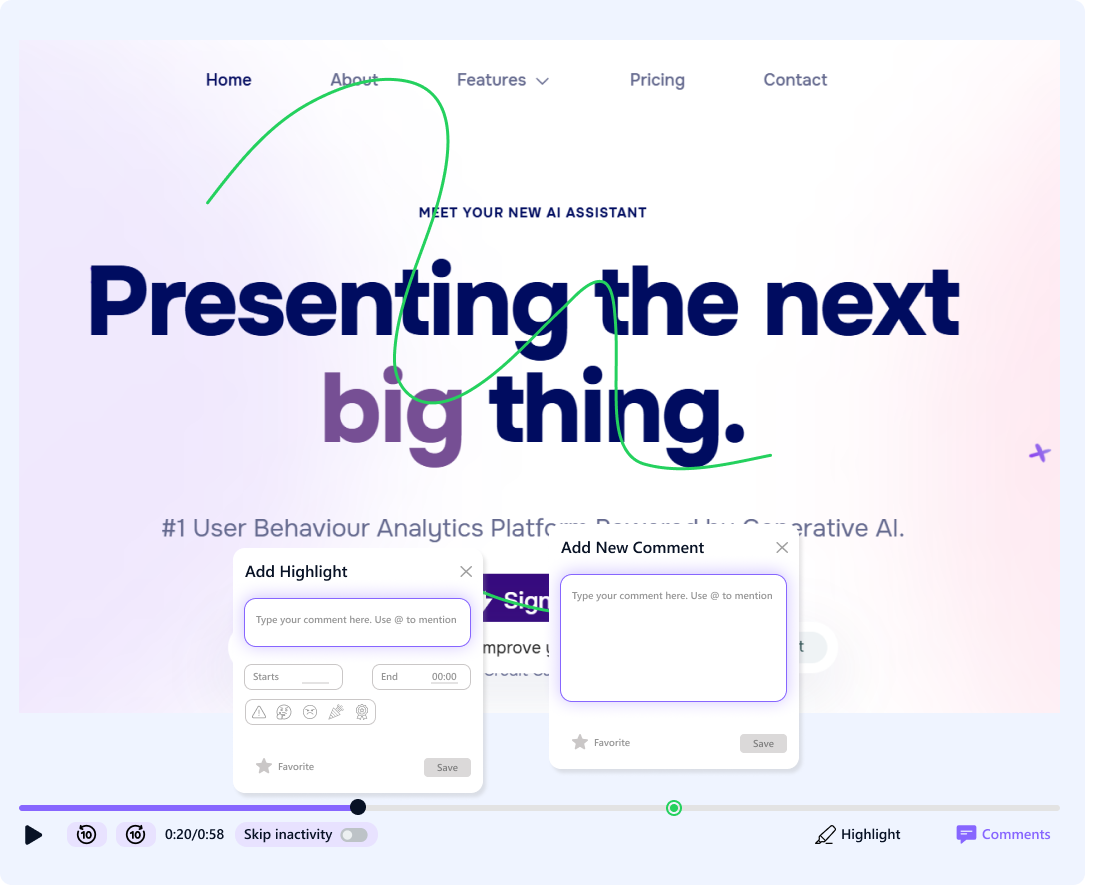 Home About Features Pricing Contact
MEET YOUR NEW AI ASSISTANT
Presenting the next
big thing.
#1 User Behaviour Analytics Platform Powered by Generative AI.
Add Highlight
Type your comment here. Use @ to mention
Starts
End 00:00
Favorite Save
Sign
mprove y
Add New Comment
Type your comment here. Use @ to mention
Favorite Save
t
10 10 0:20/0:58 Skip inactivity Highlight Comments